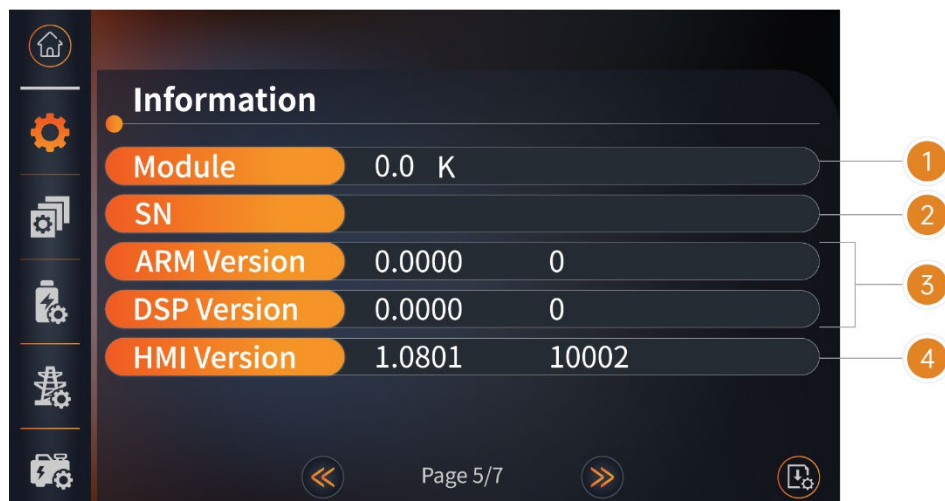 Information
Module 0.0 K 1
SN 2
ARM Version 0.0000 0
3
DSP Version 0.0000 0
HMI Version 1.0801 10002 4
Page 5/7